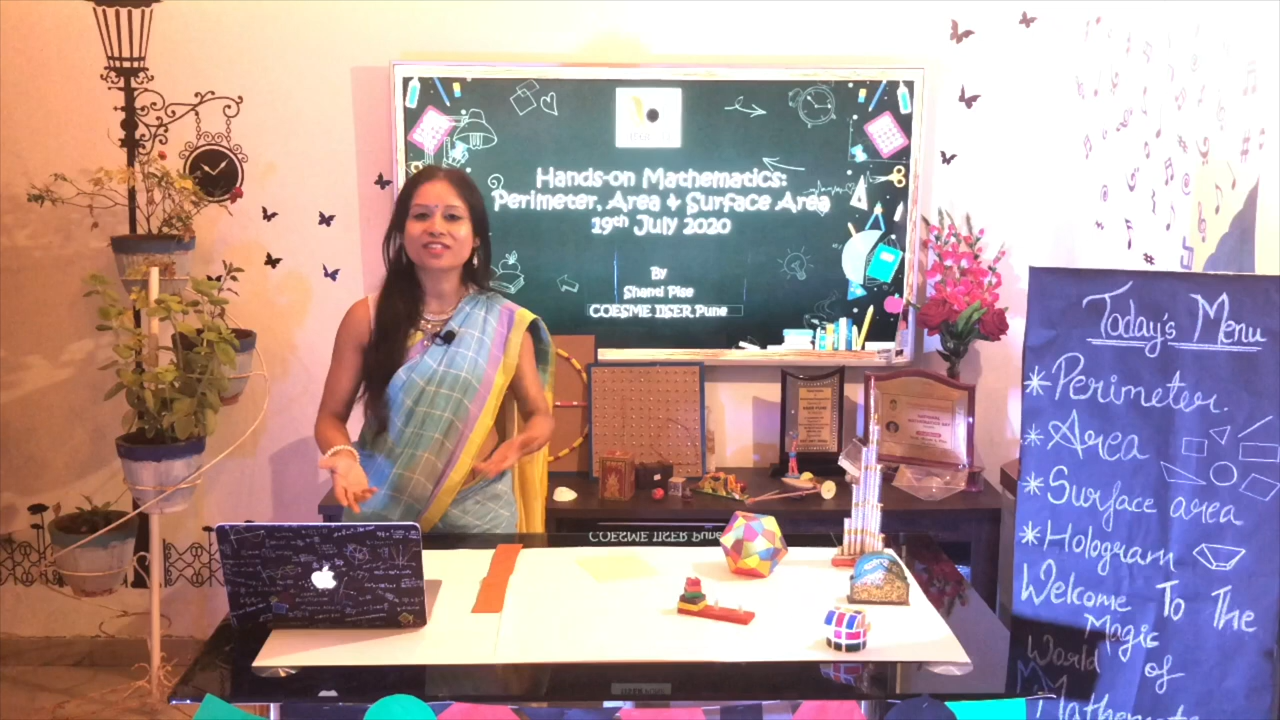 Hands-on Mathematics:
Perimeter, Area & Surface Area
19th July 2020
By
Shanti Pise
COESME IISER Pune
COESME IISER Pune
Today's Menu
* Perimeter.
* Area
* Surface area
* Hologram
Welcome To The
Magic
World of
Mathematics